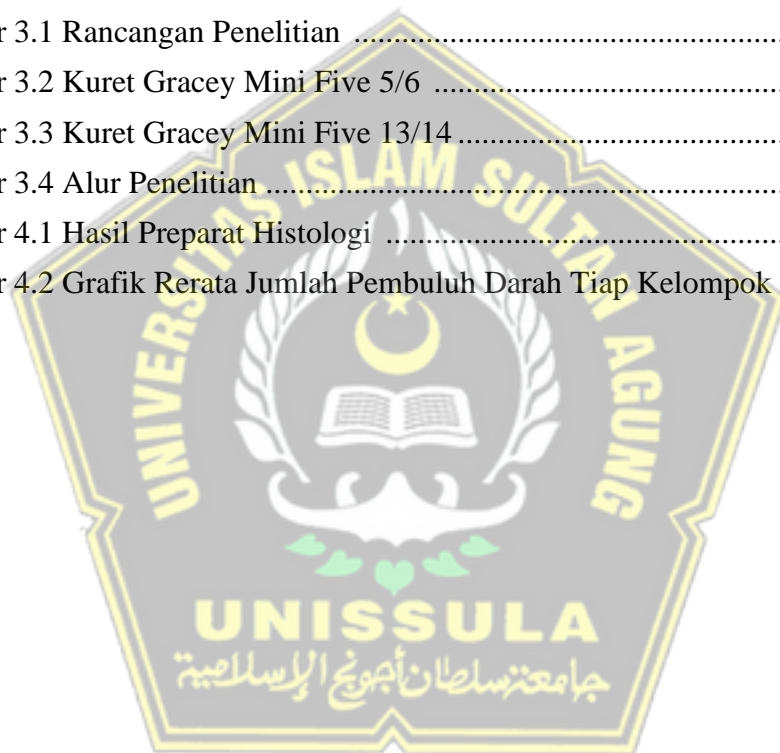 r 3.1 Rancangan Penelitian ...................................................................
r 3.2 Kuret Gracey Mini Five 5/6 .......................................................
r 3.3 Kuret Gracey Mini Five 13/14 ...................................................
r 3.4 Alur Penelitian .............................................................................
r 4.1 Hasil Preparat Histologi .............................................................
r 4.2 Grafik Rerata Jumlah Pembuluh Darah Tiap Kelompok
UNIVERSITAS ISLAM SULTAN AGUNG
UNISSULA
جامعة سلطان أجونج الإسلامية